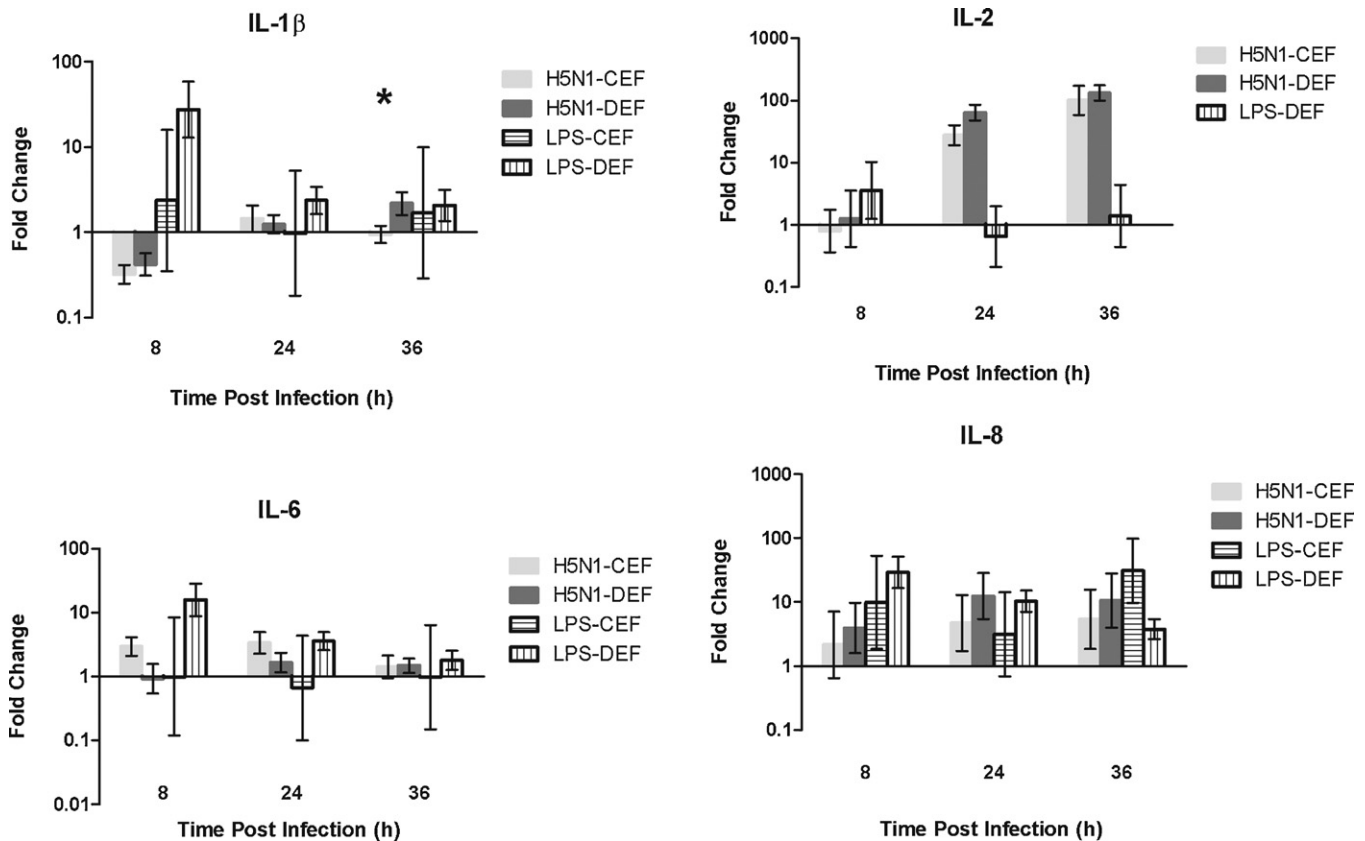 IL-1β
Fold Change
100
10
1
0.1
8 24 36
Time Post Infection (h)
*
H5N1-CEF
H5N1-DEF
LPS-CEF
LPS-DEF
IL-2
Fold Change
1000
100
10
1
0.1
8 24 36
Time Post Infection (h)
H5N1-CEF
H5N1-DEF
LPS-DEF
IL-6
Fold Change
100
10
1
0.1
0.01
8 24 36
Time Post Infection (h)
H5N1-CEF
H5N1-DEF
LPS-CEF
LPS-DEF
IL-8
Fold Change
1000
100
10
1
0.1
8 24 36
Time Post Infection (h)
H5N1-CEF
H5N1-DEF
LPS-CEF
LPS-DEF